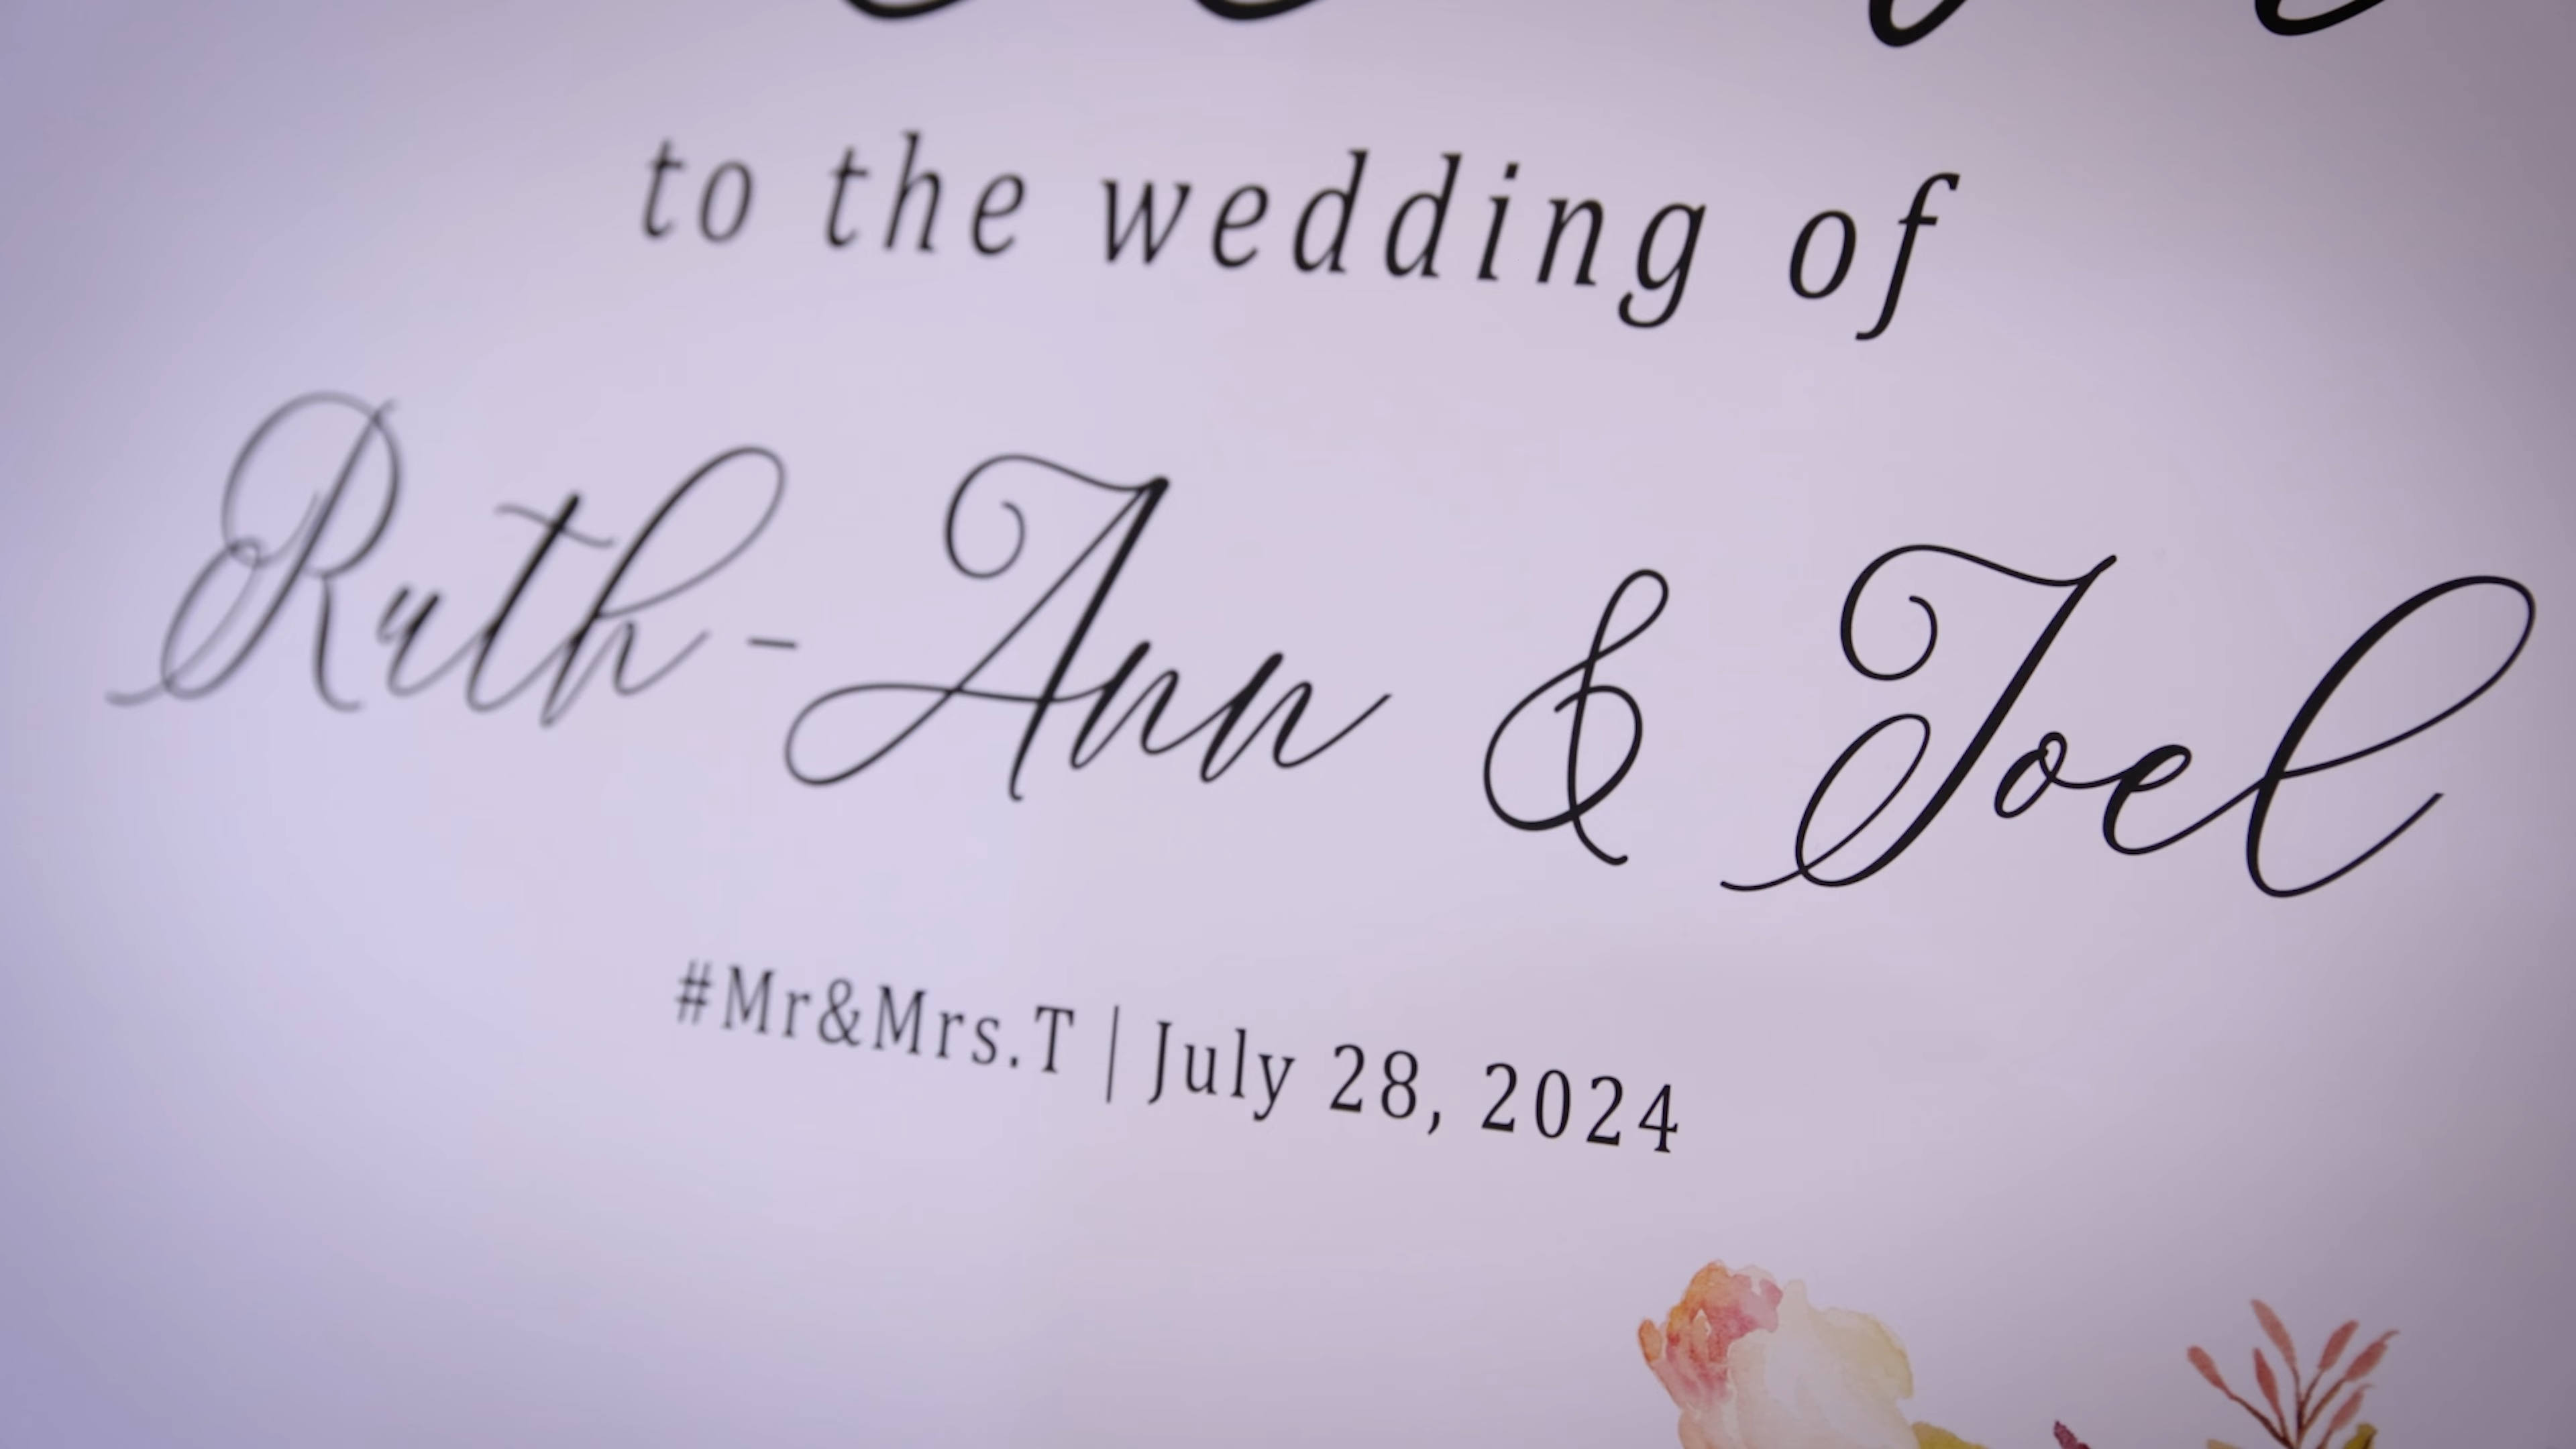 to the wedding of
Ruth-Ann & Joel
#Mr&Mrs.T | July 28, 2024